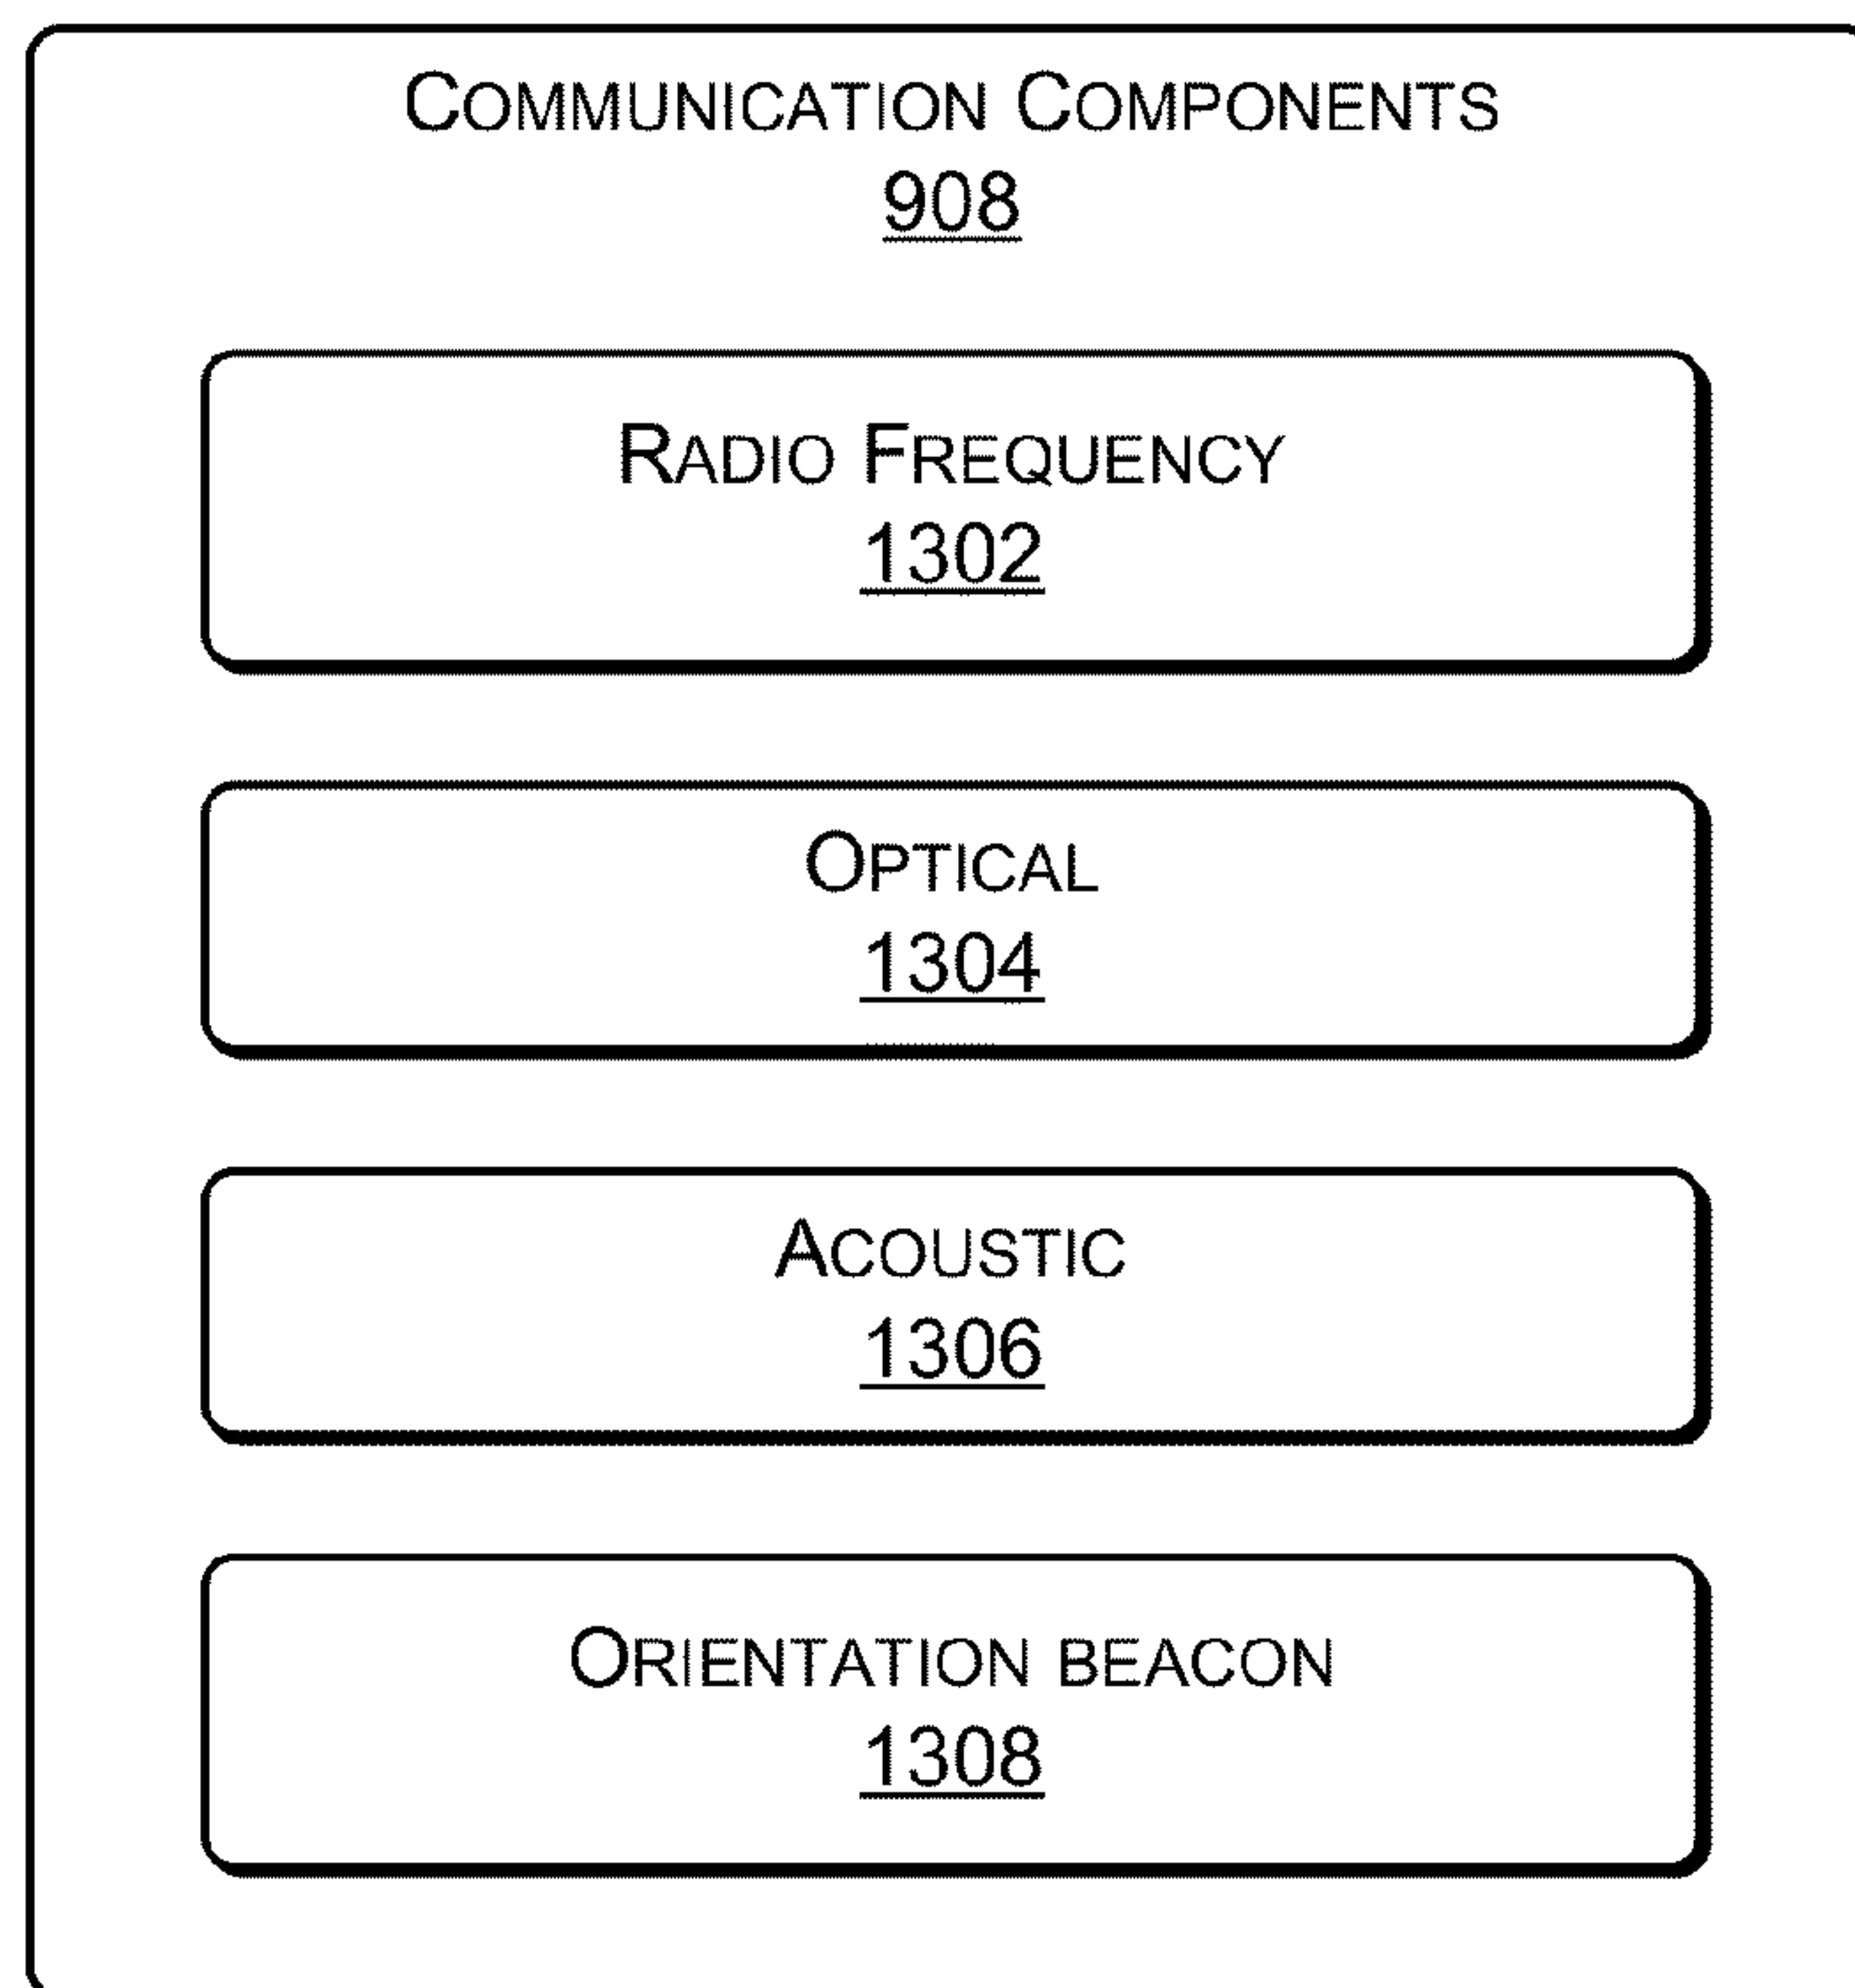 COMMUNICATION COMPONENTS
908
RADIO FREQUENCY
1302
OPTICAL
1304
ACOUSTIC
1306
ORIENTATION BEACON
1308